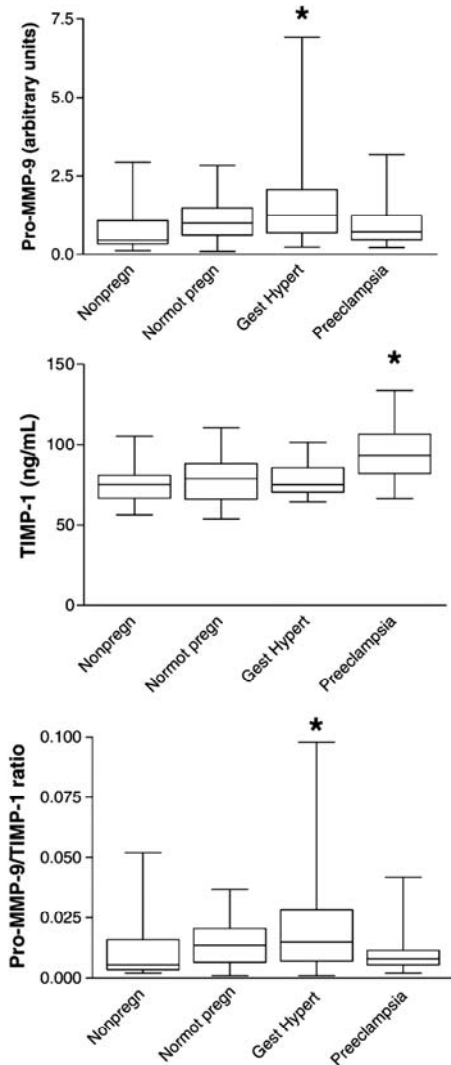 *
7.5
5.0
2.5
0.0
Pro-MMP-9 (arbitrary units)
Nonpregn
Normot pregn
Gest Hypert
Preeclampsia
*
150
100
50
0
TIMP-1 (ng/mL)
Nonpregn
Normot pregn
Gest Hypert
Preeclampsia
*
0.100
0.075
0.050
0.025
0.000
Pro-MMP-9/TIMP-1 ratio
Nonpregn
Normot pregn
Gest Hypert
Preeclampsia